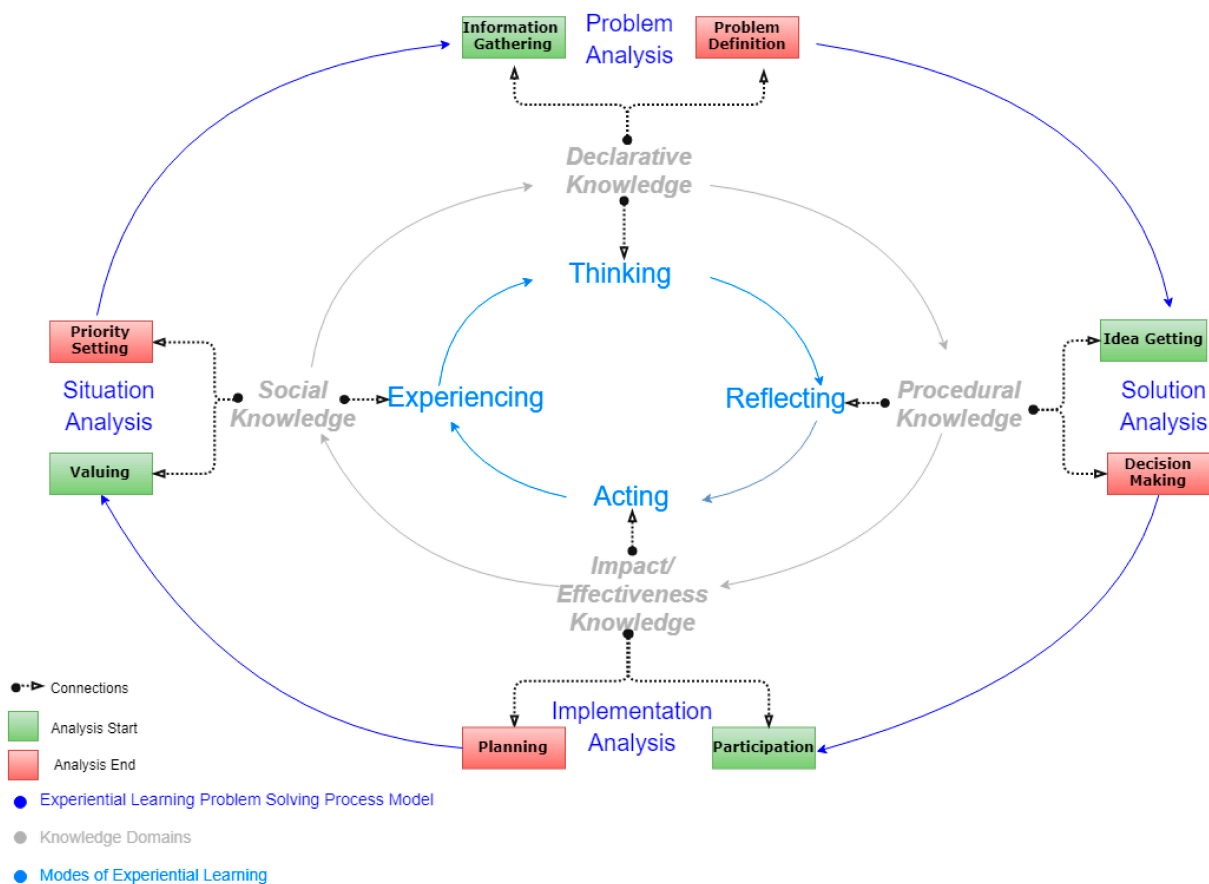 Information
Gathering
Problem
Analysis
Problem
Definition
Declarative
Knowledge
Thinking
Priority
Setting
Situation
Analysis
Valuing
Social
Knowledge
Experiencing
Reflecting
Procedural
Knowledge
Idea Getting
Solution
Analysis
Decision
Making
Acting
Impact/
Effectiveness
Knowledge
Planning
Implementation
Analysis
Participation
Connections
Analysis Start
Analysis End
Experiential Learning Problem Solving Process Model
Knowledge Domains
Modes of Experiential Learning